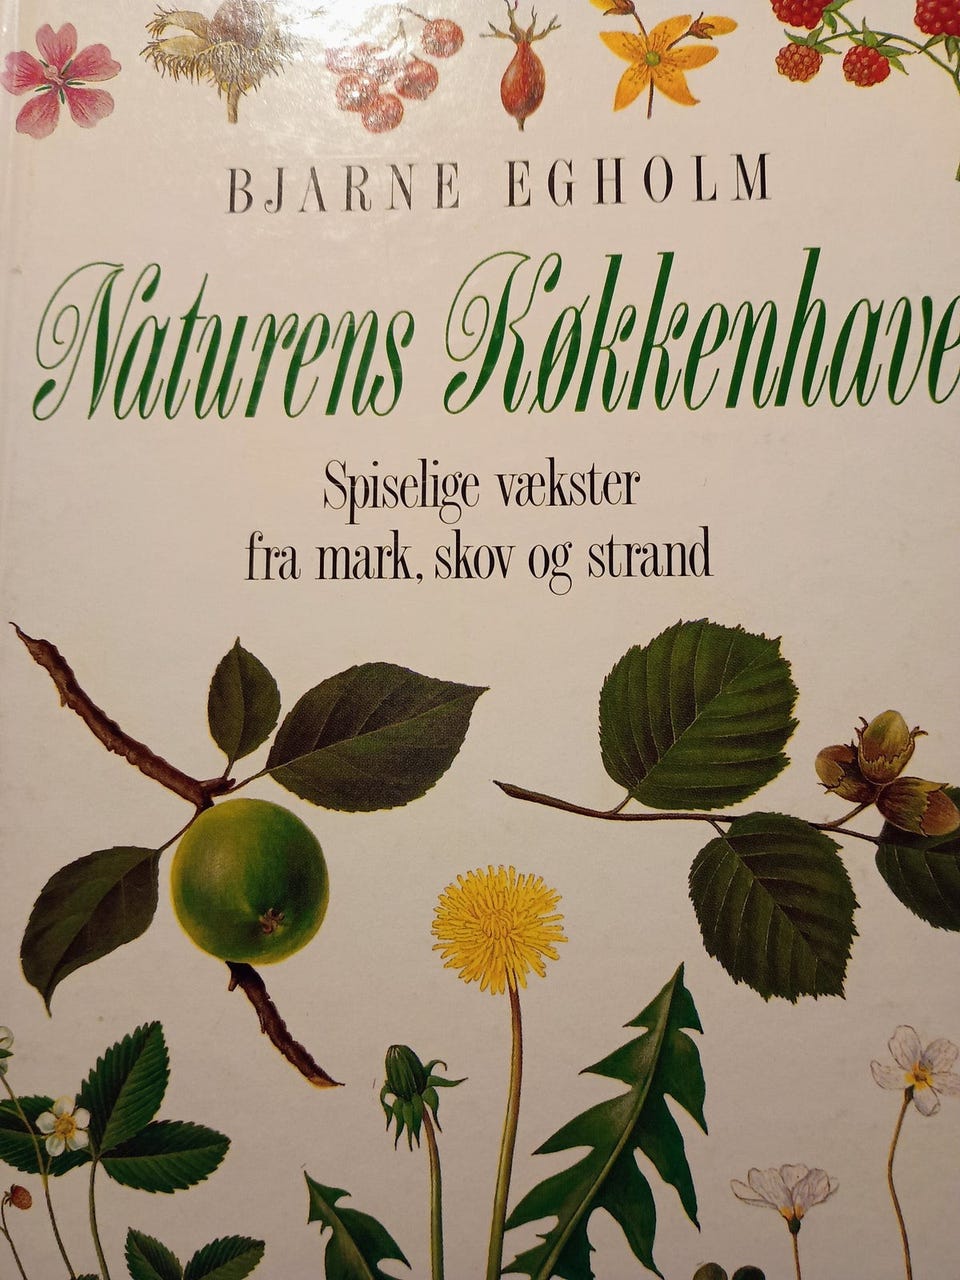 BJARNE EGHOLM
Naturens Køkkenhave
Spiselige vækster
fra mark, skov og strand